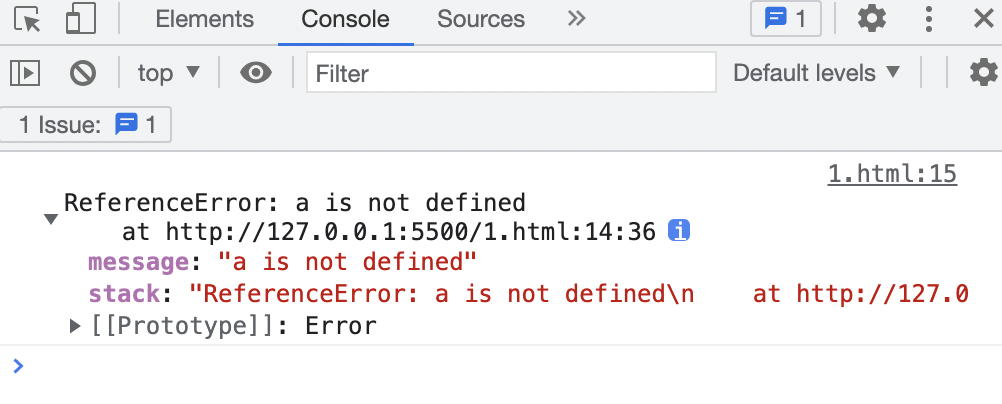 Elements Console Sources 1
top Filter Default levels
1 Issue: 1
1.html:15
ReferenceError: a is not defined
at http://127.0.0.1:5500/1.html:14:36 i
message: "a is not defined"
stack: "ReferenceError: a is not defined\n    at http://127.0
[[Prototype]]: Error